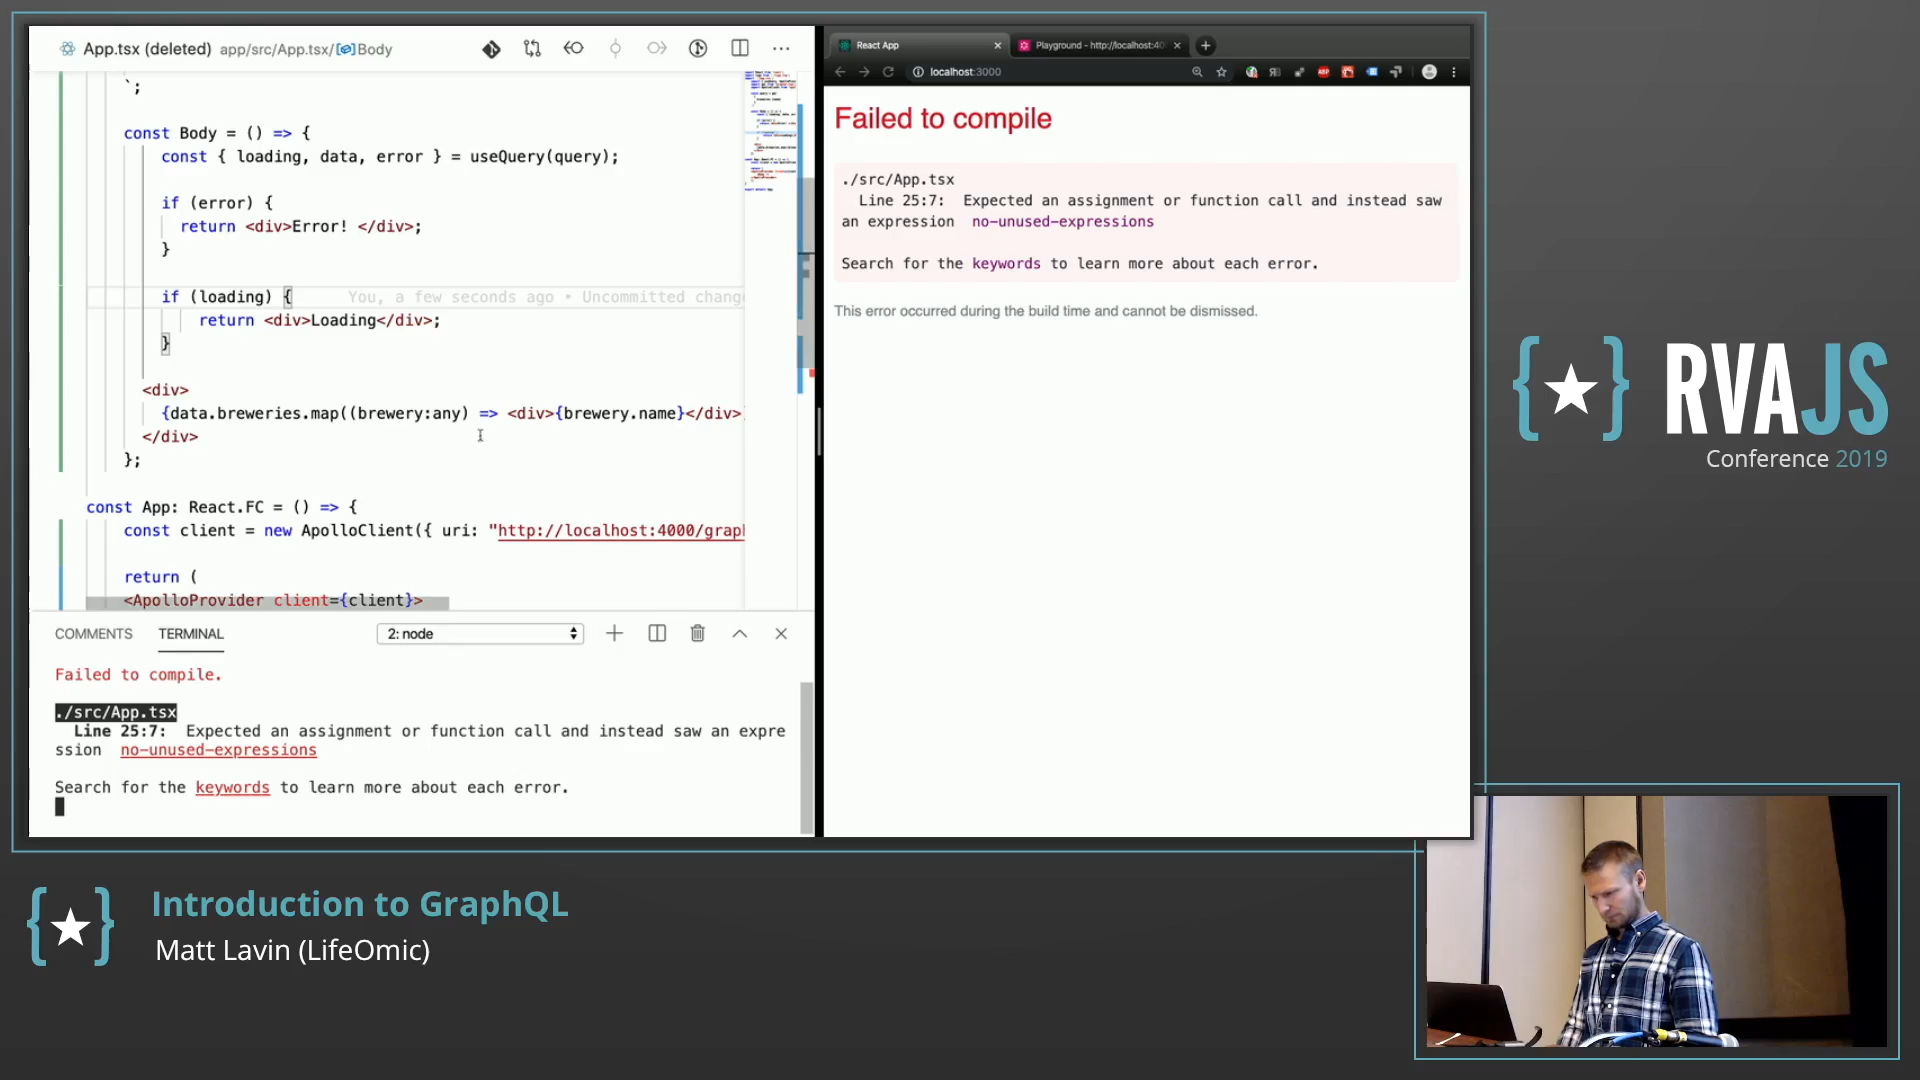 App.tsx (deleted) app/src/App.tsx/Body
`;
const Body = () => {
const { loading, data, error } = useQuery(query);
if (error) {
return <div>Error! </div>;
}
if (loading) { You, a few seconds ago • Uncommitted chang
return <div>Loading</div>;
}
<div>
{data.breweries.map((brewery:any) => <div>{brewery.name}</div>
</div>
};
const App: React.FC = () => {
const client = new ApolloClient({ uri: "http://localhost:4000/grap
return (
<ApolloProvider client={client}>
COMMENTS TERMINAL 2: node
Failed to compile.
./src/App.tsx
Line 25:7: Expected an assignment or function call and instead saw an expre
ssion no-unused-expressions
Search for the keywords to learn more about each error.
React App
Playground - http://localhost:40
localhost:3000
ABP
Failed to compile
./src/App.tsx
Line 25:7: Expected an assignment or function call and instead saw
an expression no-unused-expressions
Search for the keywords to learn more about each error.
This error occurred during the build time and cannot be dismissed.
RVAJS
Conference 2019
Introduction to GraphQL
Matt Lavin (LifeOmic)